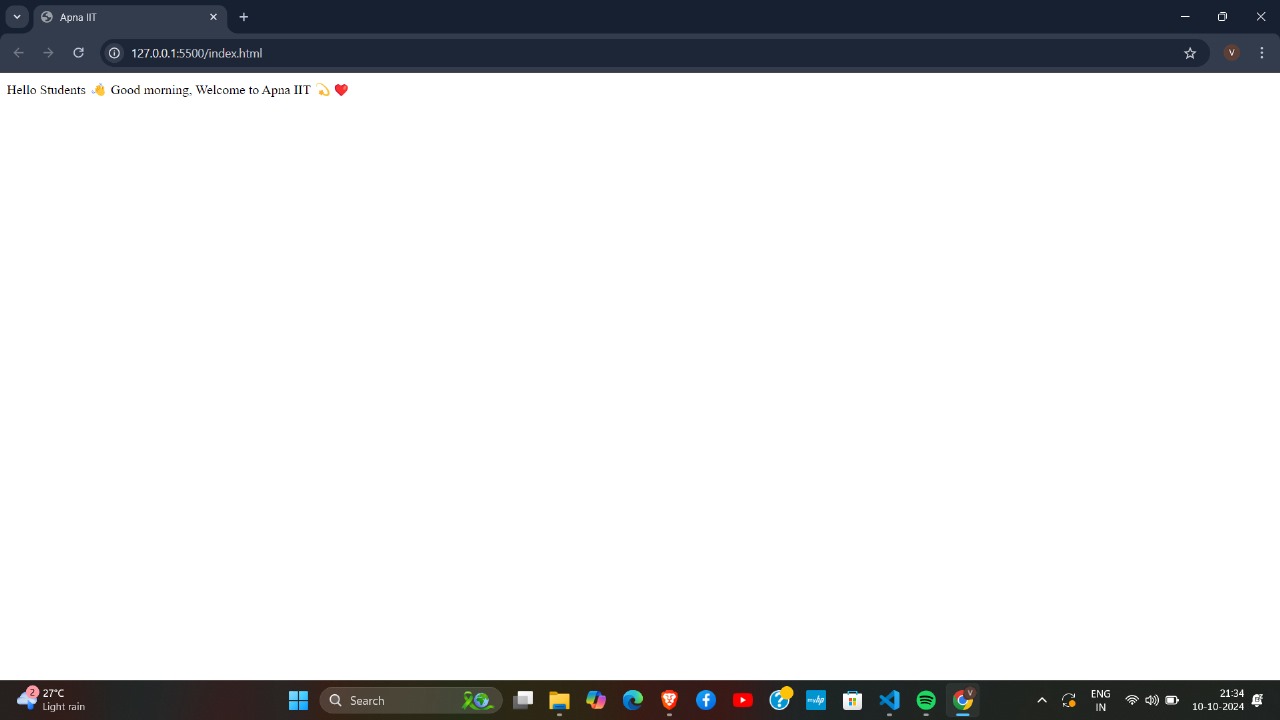 Apna IIT
127.0.0.1:5500/index.html
V
Hello Students 👋 Good morning, Welcome to Apna IIT 💫 ❤️
2
27°C
Light rain
Search
myhp
V
ENG
IN
21:34
10-10-2024